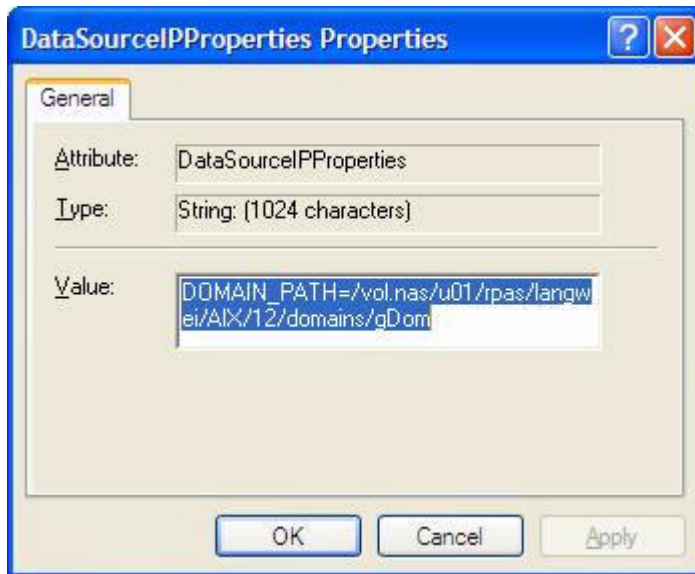 DataSourceIPProperties Properties
General
Attribute: DataSourceIPProperties
Type: String: (1024 characters)
Value: DOMAIN_PATH=/vol.nas/u01/rpas/langw
ei/AIX/12/domains/gDom
OK Cancel Apply